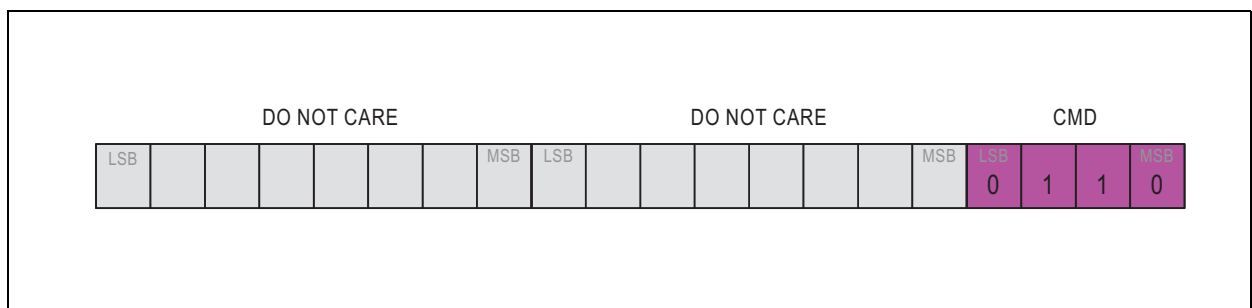 DO NOT CARE DO NOT CARE CMD
LSB MSB LSB MSB LSB MSB
0 1 1 0